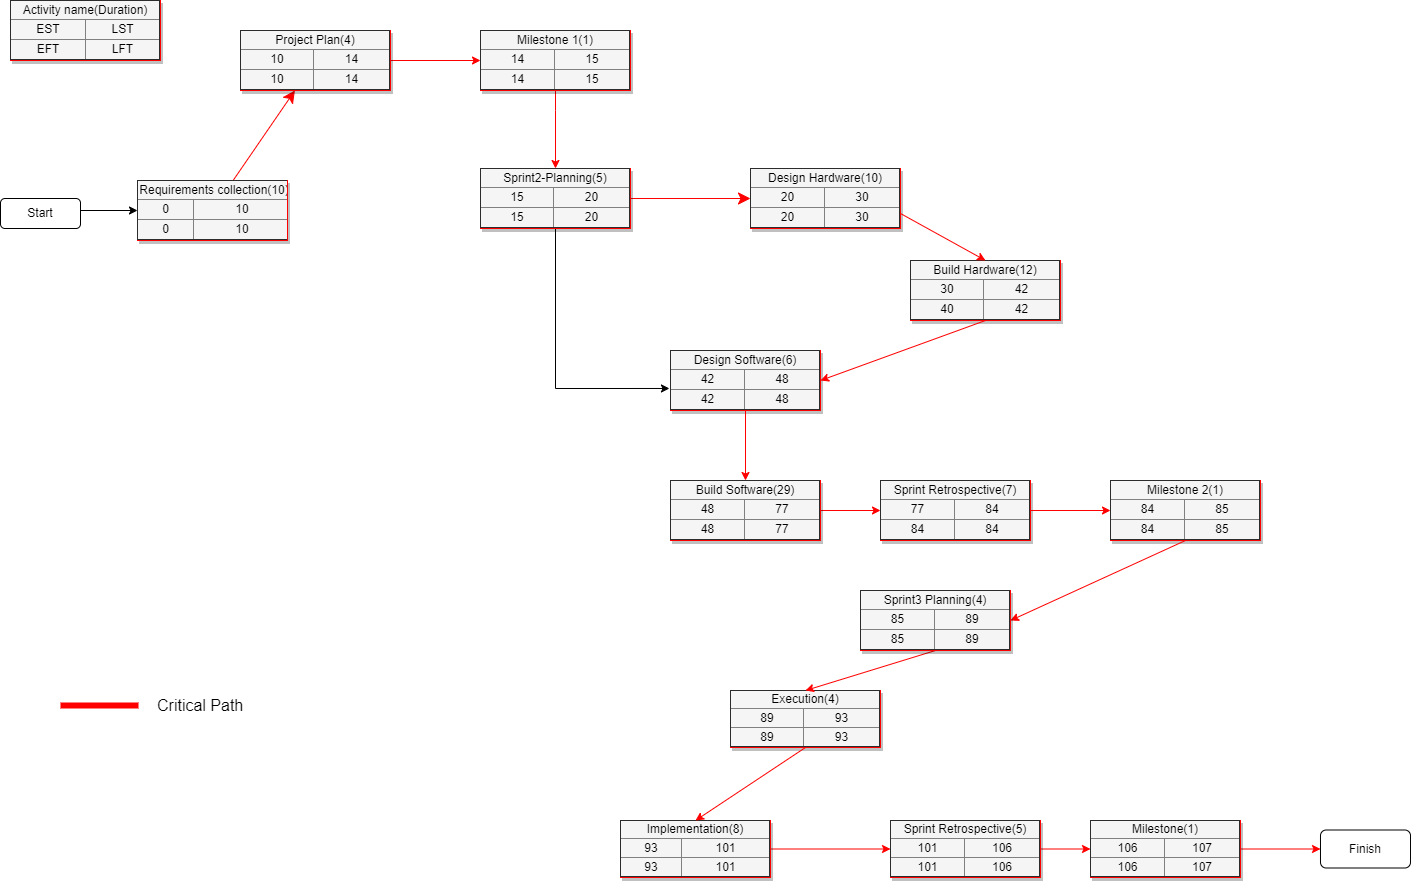 Activity name(Duration)
EST LST
EFT LFT
Project Plan(4)
10 14
10 14
Milestone 1(1)
14 15
14 15
Start
Requirements collection(10)
0 10
0 10
Sprint2-Planning(5)
15 20
15 20
Design Hardware(10)
20 30
20 30
Build Hardware(12)
30 42
40 42
Design Software(6)
42 48
42 48
Build Software(29)
48 77
48 77
Sprint Retrospective(7)
77 84
84 84
Milestone 2(1)
84 85
84 85
Sprint3 Planning(4)
85 89
85 89
Critical Path
Execution(4)
89 93
89 93
Implementation(8)
93 101
93 101
Sprint Retrospective(5)
101 106
101 106
Milestone(1)
106 107
106 107
Finish